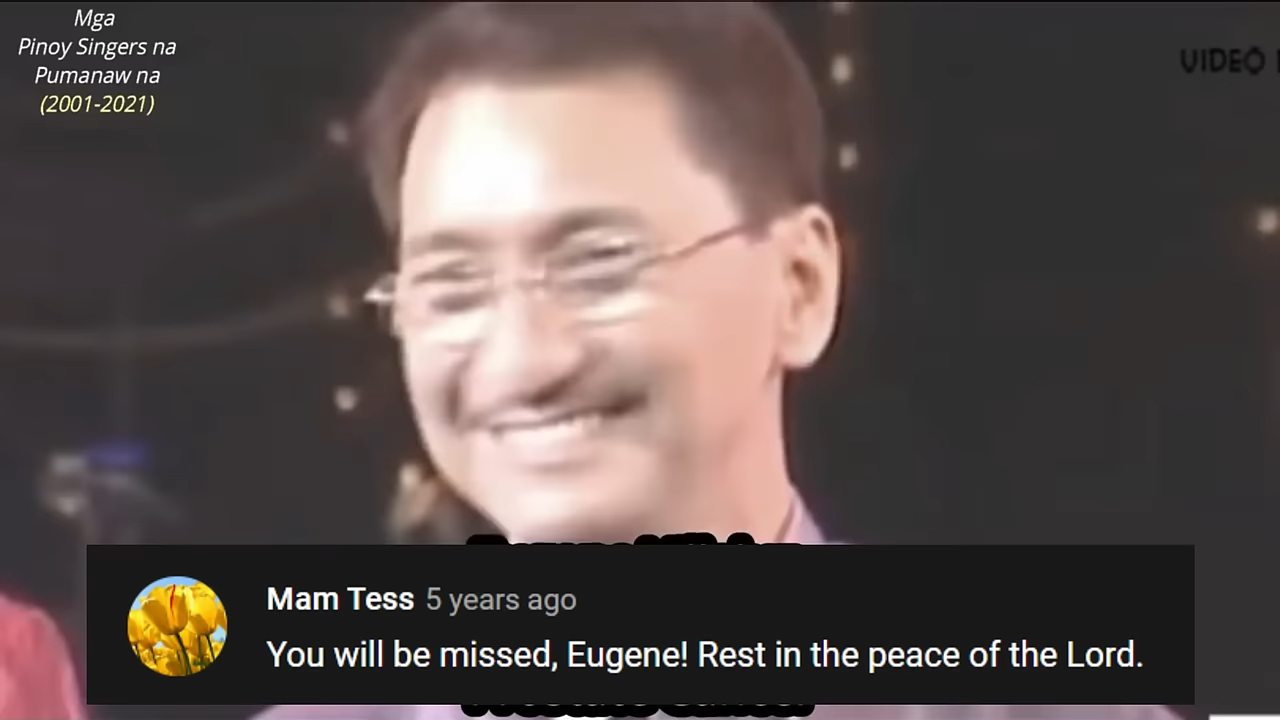 Mga
Pinoy Singers na
Pumanaw na
(2001-2021)
VIDEO
Mam Tess 5 years ago
You will be missed, Eugene! Rest in the peace of the Lord.